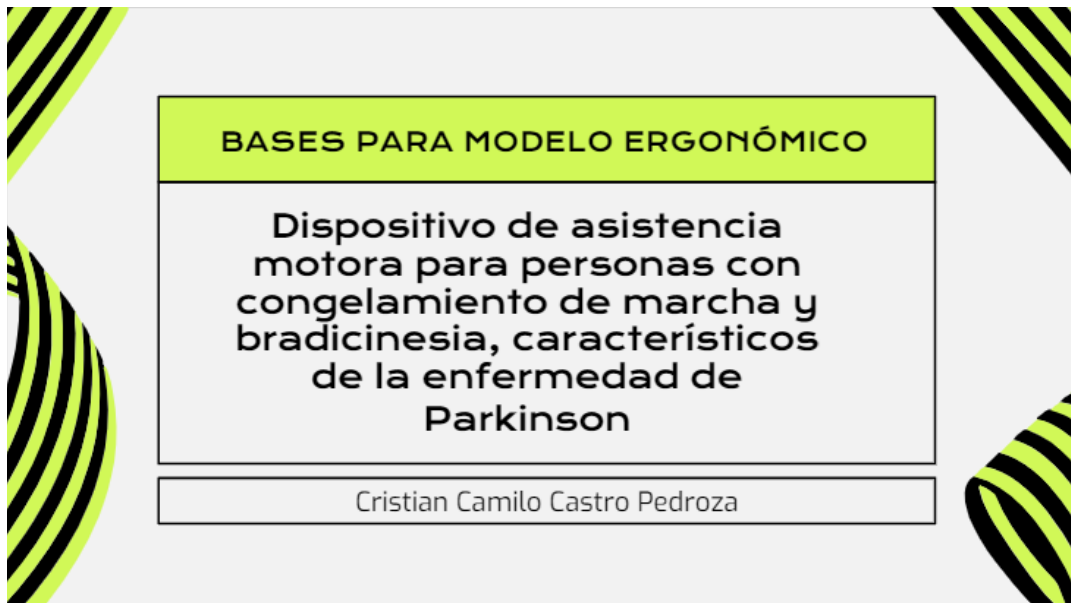 BASES PARA MODELO ERGONÓMICO
Dispositivo de asistencia
motora para personas con
congelamiento de marcha y
bradicinesia, característicos
de la enfermedad de
Parkinson
Cristian Camilo Castro Pedroza